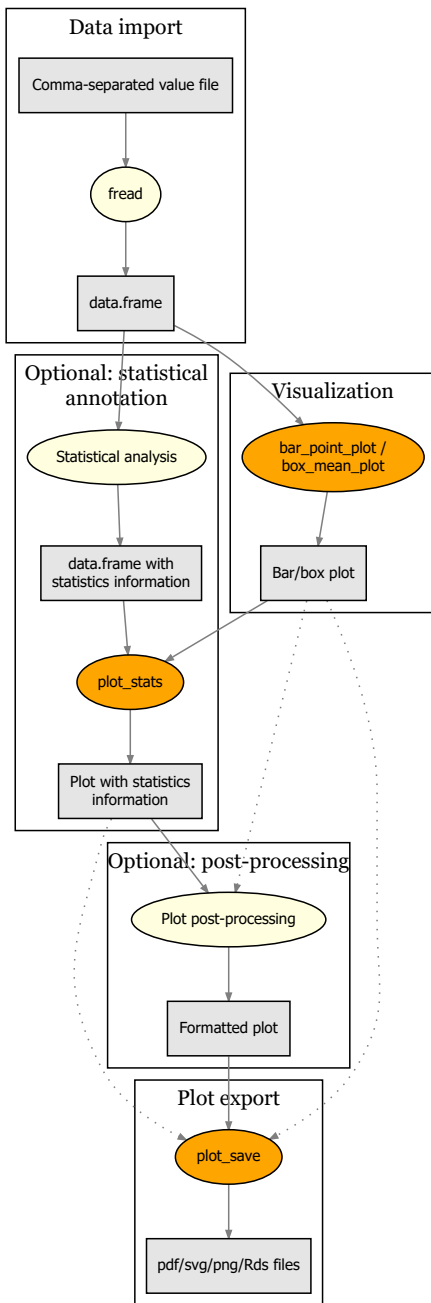 Data import
Comma-separated value file
fread
data.frame
Optional: statistical
annotation
Statistical analysis
data.frame with
statistics information
plot_stats
Plot with statistics
information
Visualization
bar_point_plot /
box_mean_plot
Bar/box plot
Optional: post-processing
Plot post-processing
Formatted plot
Plot export
plot_save
pdf/svg/png/Rds files